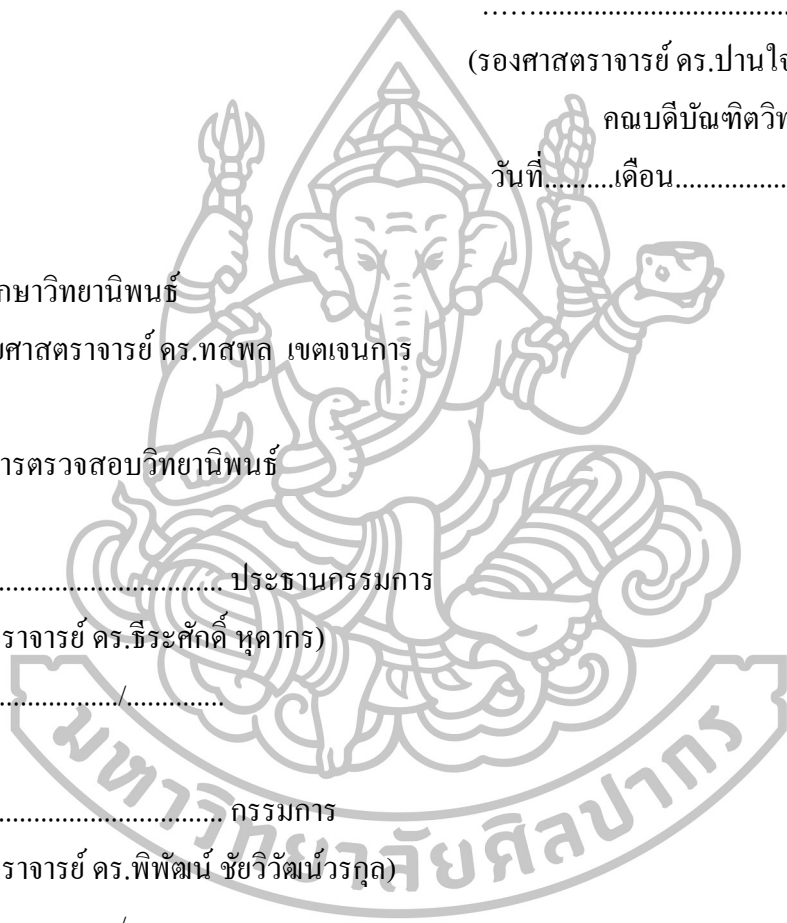 ……...................................
(รองศาสตราจารย์ ดร.ปานใจ
คณบดีบัณฑิตวิท
วันที่..........เดือน.................
กษาวิทยานิพนธ์
ยศาสตราจารย์ ดร.ทสพล เขตเจนการ
ารตรวจสอบวิทยานิพนธ์
................................ ประธานกรรมการ
ราจารย์ ดร.ธีระศักดิ์ หุดากร)
................./..............
................................ กรรมการ
ราจารย์ ดร.พิพัฒน์ ชัยวิวัฒน์วรกุล)
มหาวิทยาลัยศิลปากร